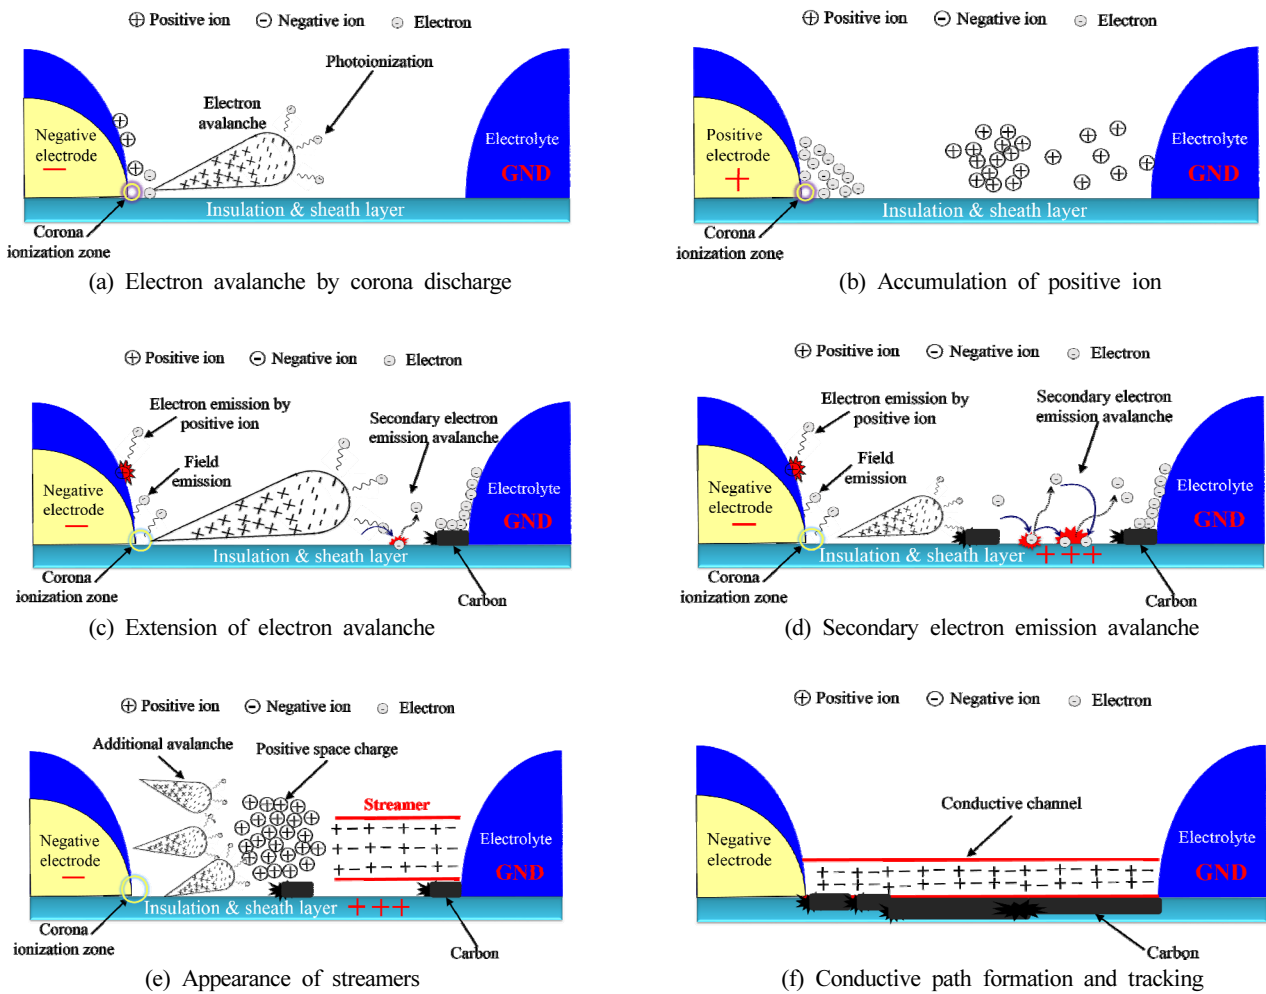 ⊕ Positive ion ⊖ Negative ion ⊖ Electron
Photoionization
Electron
avalanche
Negative
electrode
−
Electrolyte
GND
Insulation & sheath layer
Corona
ionization zone
(a) Electron avalanche by corona discharge
⊕ Positive ion ⊖ Negative ion ⊖ Electron
Positive
electrode
+
Electrolyte
GND
Insulation & sheath layer
Corona
ionization zone
(b) Accumulation of positive ion
⊕ Positive ion ⊖ Negative ion ⊖ Electron
Electron emission by
positive ion
Secondary electron
emission avalanche
Field
emission
Negative
electrode
−
Electrolyte
GND
Insulation & sheath layer
Corona
ionization zone
Carbon
(c) Extension of electron avalanche
⊕ Positive ion ⊖ Negative ion ⊖ Electron
Electron emission by
positive ion
Secondary electron
emission avalanche
Field
emission
Negative
electrode
−
Electrolyte
GND
Insulation & sheath layer
+ + +
Corona
ionization zone
Carbon
(d) Secondary electron emission avalanche
⊕ Positive ion ⊖ Negative ion ⊖ Electron
Additional avalanche
Positive space charge
Streamer
Negative
electrode
−
Electrolyte
GND
Insulation & sheath layer
+ + +
Corona
ionization zone
Carbon
(e) Appearance of streamers
⊕ Positive ion ⊖ Negative ion ⊖ Electron
Conductive channel
Negative
electrode
−
Electrolyte
GND
Insulation & sheath layer
Carbon
(f) Conductive path formation and tracking